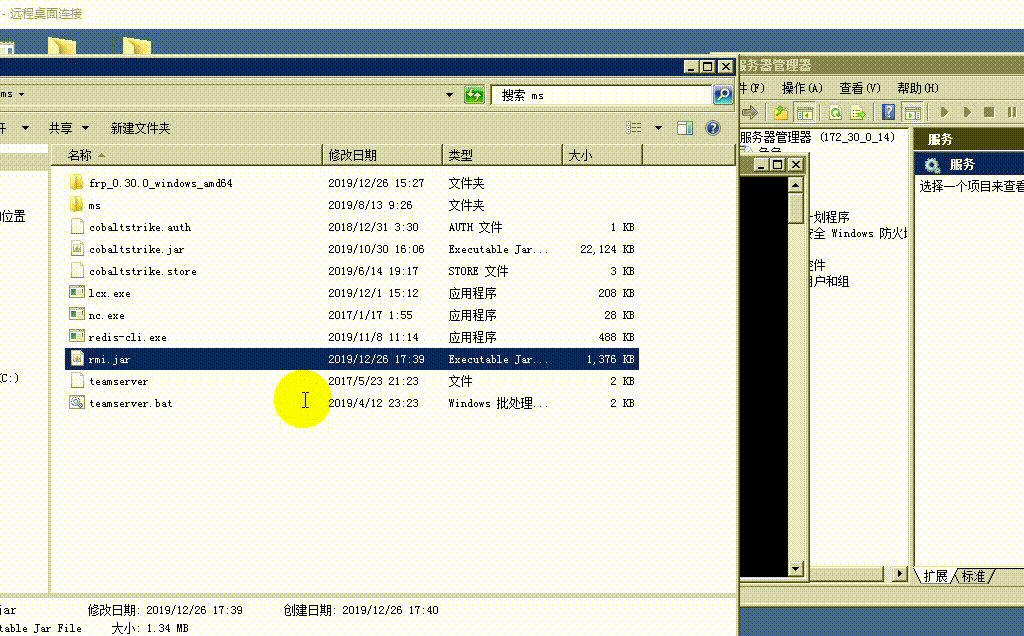 - 远程桌面连接
服务器管理器
ms
搜索 ms
操作(A) 查看(V) 帮助(H)
共享 新建文件夹
服务器管理器 (172_30_0_14)
服务
名称 修改日期 类型 大小
服务
frp_0.30.0_windows_amd64 2019/12/26 15:27 文件夹
选择一个项目来查看
ms 2019/8/13 9:26 文件夹
位置
划程序
cobaltstrike.auth 2018/12/31 3:30 AUTH 文件 1 KB
全 Windows 防火
cobaltstrike.jar 2019/10/30 16:06 Executable Jar... 22,124 KB
件
cobaltstrike.store 2019/6/14 19:17 STORE 文件 3 KB
户和组
lcx.exe 2019/12/1 15:12 应用程序 208 KB
nc.exe 2017/1/17 1:55 应用程序 28 KB
redis-cli.exe 2019/11/8 11:14 应用程序 488 KB
rmi.jar 2019/12/26 17:39 Executable Jar... 1,376 KB
(C:)
teamserver 2017/5/23 21:23 文件 2 KB
teamserver.bat 2019/4/12 23:23 Windows 批处理... 2 KB
扩展 标准
jar 修改日期: 2019/12/26 17:39 创建日期: 2019/12/26 17:40
table Jar File 大小: 1.34 MB